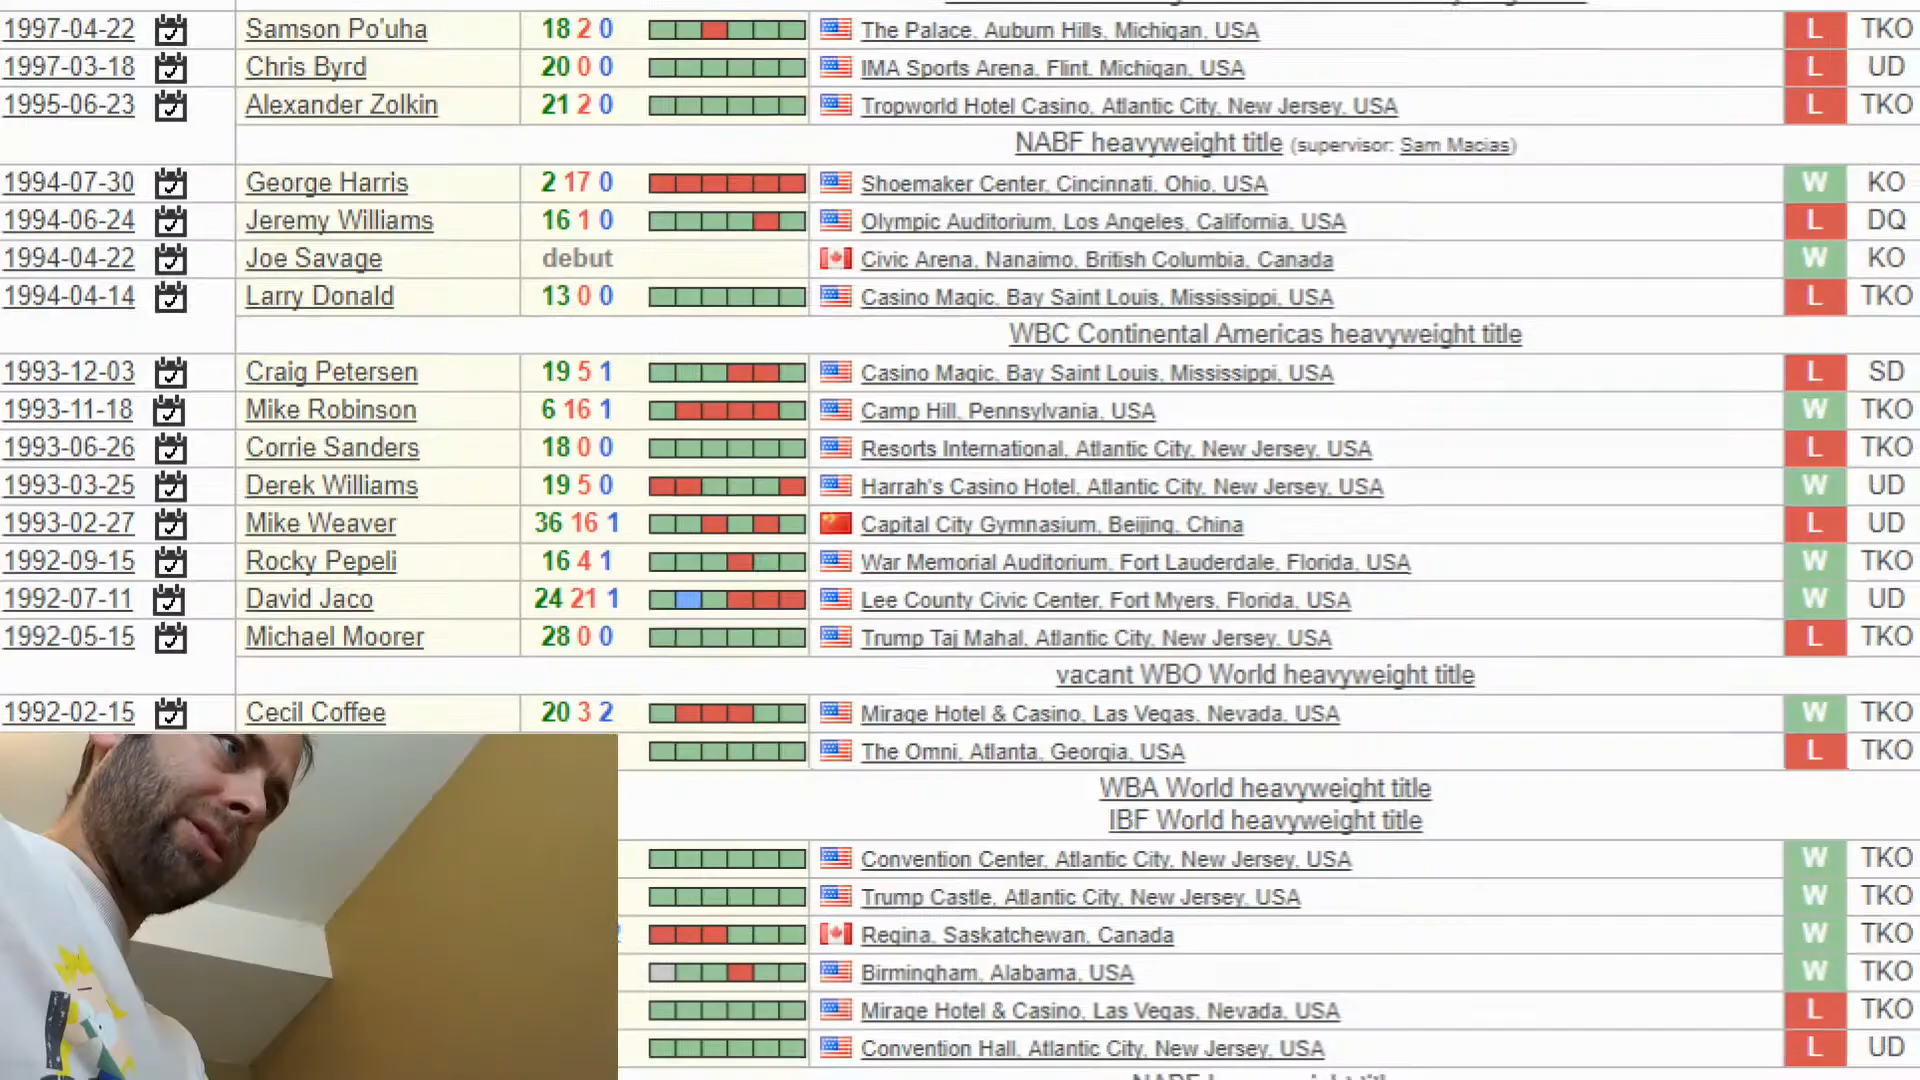 1997-04-22 Samson Po'uha 18 2 0 The Palace, Auburn Hills, Michigan, USA L TKO
1997-03-18 Chris Byrd 20 0 0 IMA Sports Arena, Flint, Michigan, USA L UD
1995-06-23 Alexander Zolkin 21 2 0 Tropworld Hotel Casino, Atlantic City, New Jersey, USA L TKO
NABF heavyweight title (supervisor: Sam Macias)
1994-07-30 George Harris 2 17 0 Shoemaker Center, Cincinnati, Ohio, USA W KO
1994-06-24 Jeremy Williams 16 1 0 Olympic Auditorium, Los Angeles, California, USA L DQ
1994-04-22 Joe Savage debut Civic Arena, Nanaimo, British Columbia, Canada W KO
1994-04-14 Larry Donald 13 0 0 Casino Magic, Bay Saint Louis, Mississippi, USA L TKO
WBC Continental Americas heavyweight title
1993-12-03 Craig Petersen 19 5 1 Casino Magic, Bay Saint Louis, Mississippi, USA L SD
1993-11-18 Mike Robinson 6 16 1 Camp Hill, Pennsylvania, USA W TKO
1993-06-26 Corrie Sanders 18 0 0 Resorts International, Atlantic City, New Jersey, USA L TKO
1993-03-25 Derek Williams 19 5 0 Harrah's Casino Hotel, Atlantic City, New Jersey, USA W UD
1993-02-27 Mike Weaver 36 16 1 Capital City Gymnasium, Beijing, China L UD
1992-09-15 Rocky Pepeli 16 4 1 War Memorial Auditorium, Fort Lauderdale, Florida, USA W TKO
1992-07-11 David Jaco 24 21 1 Lee County Civic Center, Fort Myers, Florida, USA W UD
1992-05-15 Michael Moorer 28 0 0 Trump Taj Mahal, Atlantic City, New Jersey, USA L TKO
vacant WBO World heavyweight title
1992-02-15 Cecil Coffee 20 3 2 Mirage Hotel & Casino, Las Vegas, Nevada, USA W TKO
The Omni, Atlanta, Georgia, USA L TKO
WBA World heavyweight title
IBF World heavyweight title
Convention Center, Atlantic City, New Jersey, USA W TKO
Trump Castle, Atlantic City, New Jersey, USA W TKO
Regina, Saskatchewan, Canada W TKO
Birmingham, Alabama, USA W TKO
Mirage Hotel & Casino, Las Vegas, Nevada, USA L TKO
Convention Hall, Atlantic City, New Jersey, USA L UD